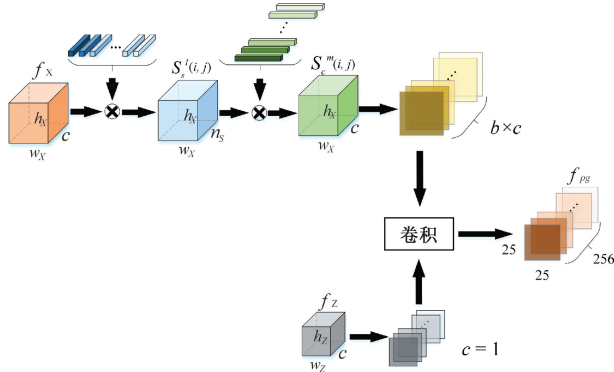 f_X
h_X
c
w_X
...
S_s^l(i, j)
h_X
n_S
w_X
...
S_c^m(i, j)
h_X
c
w_X
...
b×c
卷积
f_pg
...
25
25
256
f_Z
h_Z
c
w_Z
...
c = 1